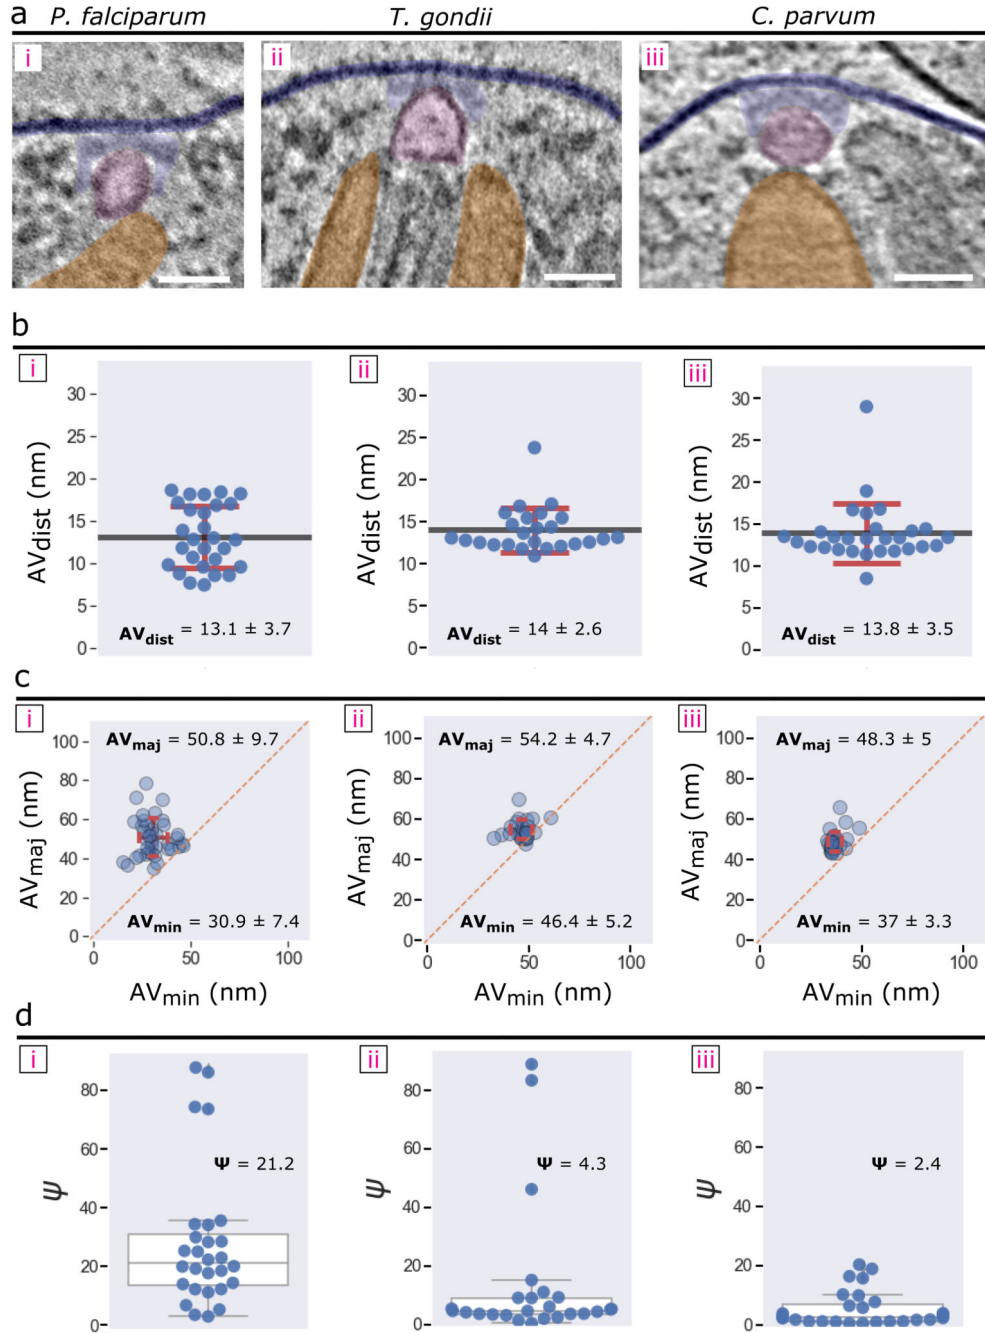 a P. falciparum T. gondii C. parvum
i ii iii
b
i ii iii
AVdist (nm) 30 25 20 15 10 5 0 AVdist = 13.1 ± 3.7
AVdist (nm) 30 25 20 15 10 5 0 AVdist = 14 ± 2.6
AVdist (nm) 30 25 20 15 10 5 0 AVdist = 13.8 ± 3.5
c
i ii iii
AVmaj (nm) 100 80 60 40 20 0 AVmaj = 50.8 ± 9.7
AVmin = 30.9 ± 7.4
0 50 100
AVmin (nm)
AVmaj (nm) 100 80 60 40 20 0 AVmaj = 54.2 ± 4.7
AVmin = 46.4 ± 5.2
0 50 100
AVmin (nm)
AVmaj (nm) 100 80 60 40 20 0 AVmaj = 48.3 ± 5
AVmin = 37 ± 3.3
0 50 100
AVmin (nm)
d
i ii iii
ψ 80 60 40 20 0 Ψ = 21.2
ψ 80 60 40 20 0 Ψ = 4.3
ψ 80 60 40 20 0 Ψ = 2.4